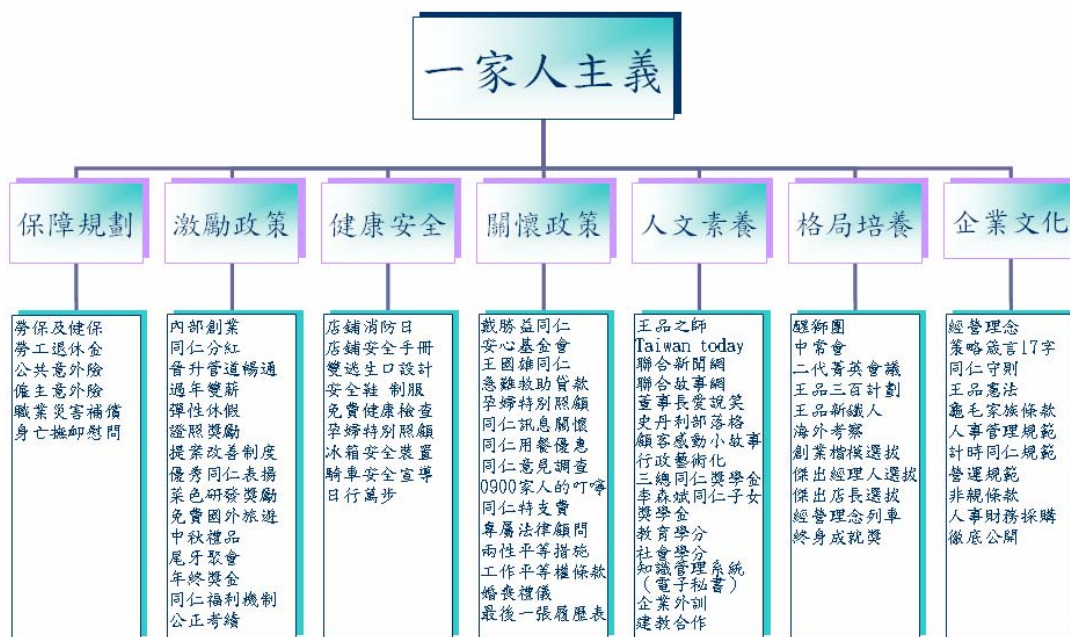 一家人主義
保障規劃
勞保及健保
勞工退休金
公共意外險
僱主意外險
職業災害補償
身亡撫卹慰問
激勵政策
內部創業
同仁分紅
晉升管道暢通
過年雙薪
彈性休假
證照獎勵
提案改善制度
優秀同仁表揚
菜色研發獎勵
免費國外旅遊
中秋禮品
尾牙聚會
年終獎金
同仁福利機制
公正考績
健康安全
店鋪消防日
店鋪安全手冊
雙逃生口設計
安全鞋 制服
免費健康檢查
孕婦特別照顧
冰箱安全裝置
騎車安全宣導
日行萬步
關懷政策
戴勝益同仁
安心基金會
王國雄同仁
急難救助貸款
孕婦特別照顧
同仁訊息關懷
同仁用餐優惠
同仁意見調查
0900家人的叮嚀
同仁特支費
專屬法律顧問
兩性平等措施
工作平等權條款
婚喪禮儀
最後一張履歷表
人文素養
王品之師
Taiwan today
聯合新聞網
聯合故事網
董事長愛說笑
史丹利部落格
顧客感動小故事
行政藝術化
三總同仁獎學金
李森斌同仁子女
獎學金
教育學分
社會學分
知識管理系統
（電子秘書）
企業外訓
建教合作
格局培養
醒獅團
中常會
二代菁英會議
王品三百計劃
王品新鐵人
海外考察
創業楷模選拔
傑出經理人選拔
傑出店長選拔
經營理念列車
終身成就獎
企業文化
經營理念
策略箴言17字
同仁守則
王品憲法
龜毛家族條款
人事管理規範
計時同仁規範
營運規範
非親條款
人事財務採購
徹底公開